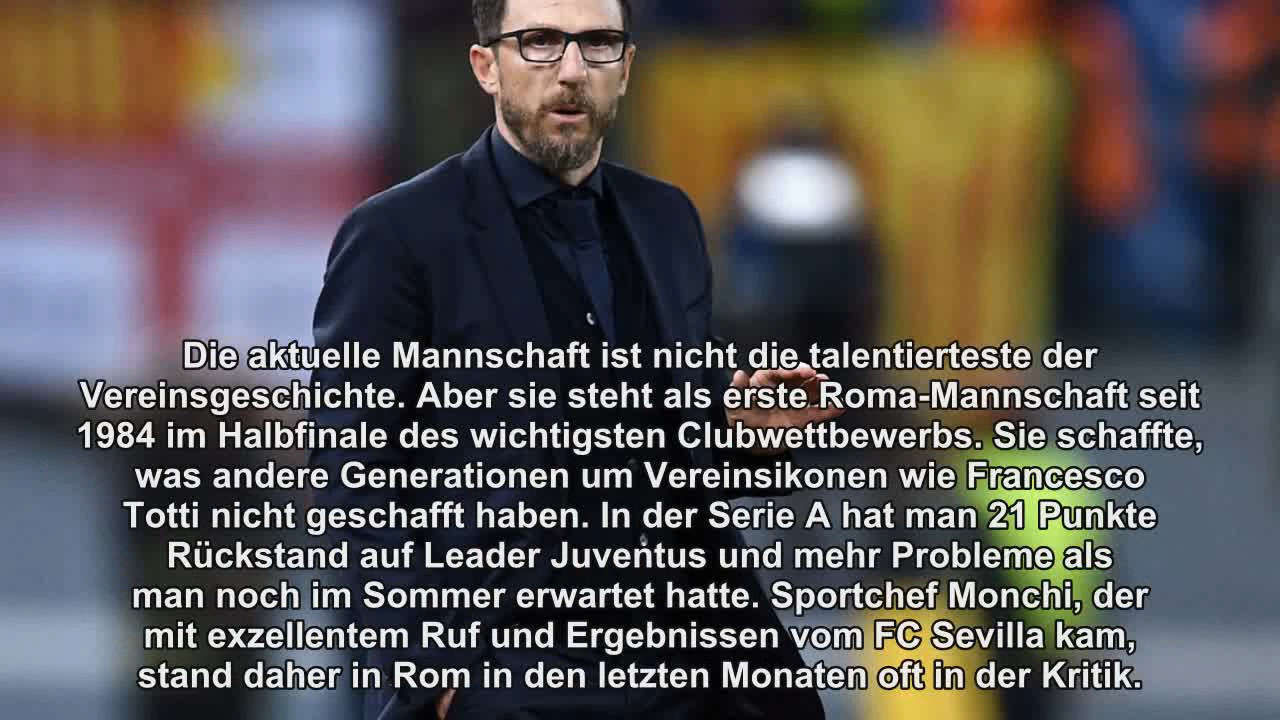 Die aktuelle Mannschaft ist nicht die talentierteste der
Vereinsgeschichte. Aber sie steht als erste Roma-Mannschaft seit
1984 im Halbfinale des wichtigsten Clubwettbewerbs. Sie schaffte,
was andere Generationen um Vereinsikonen wie Francesco
Totti nicht geschafft haben. In der Serie A hat man 21 Punkte
Rückstand auf Leader Juventus und mehr Probleme als
man noch im Sommer erwartet hatte. Sportchef Monchi, der
mit exzellentem Ruf und Ergebnissen vom FC Sevilla kam,
stand daher in Rom in den letzten Monaten oft in der Kritik.